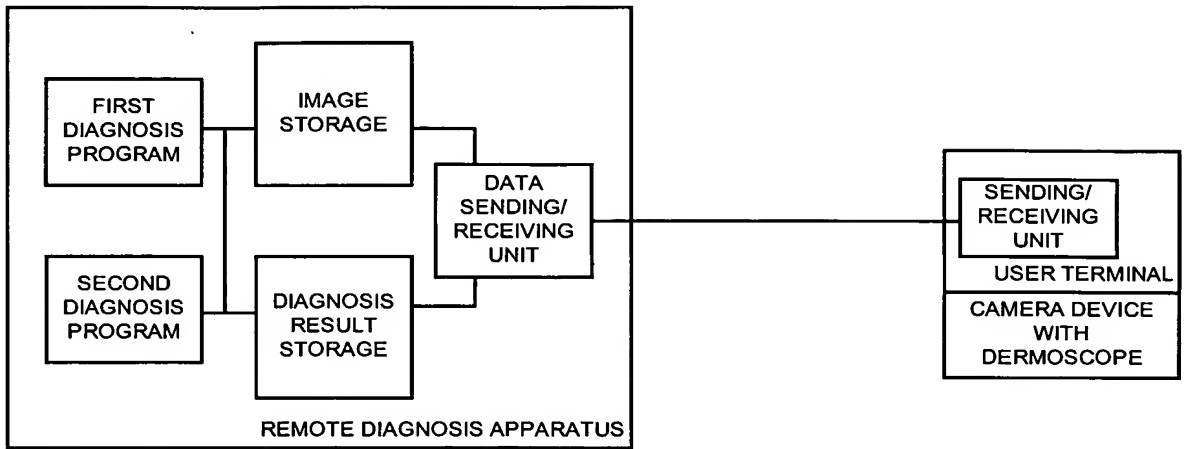 FIRST
DIAGNOSIS
PROGRAM
IMAGE
STORAGE
SECOND
DIAGNOSIS
PROGRAM
DIAGNOSIS
RESULT
STORAGE
DATA
SENDING/
RECEIVING
UNIT
REMOTE DIAGNOSIS APPARATUS
SENDING/
RECEIVING
UNIT
USER TERMINAL
CAMERA DEVICE
WITH
DERMOSCOPE